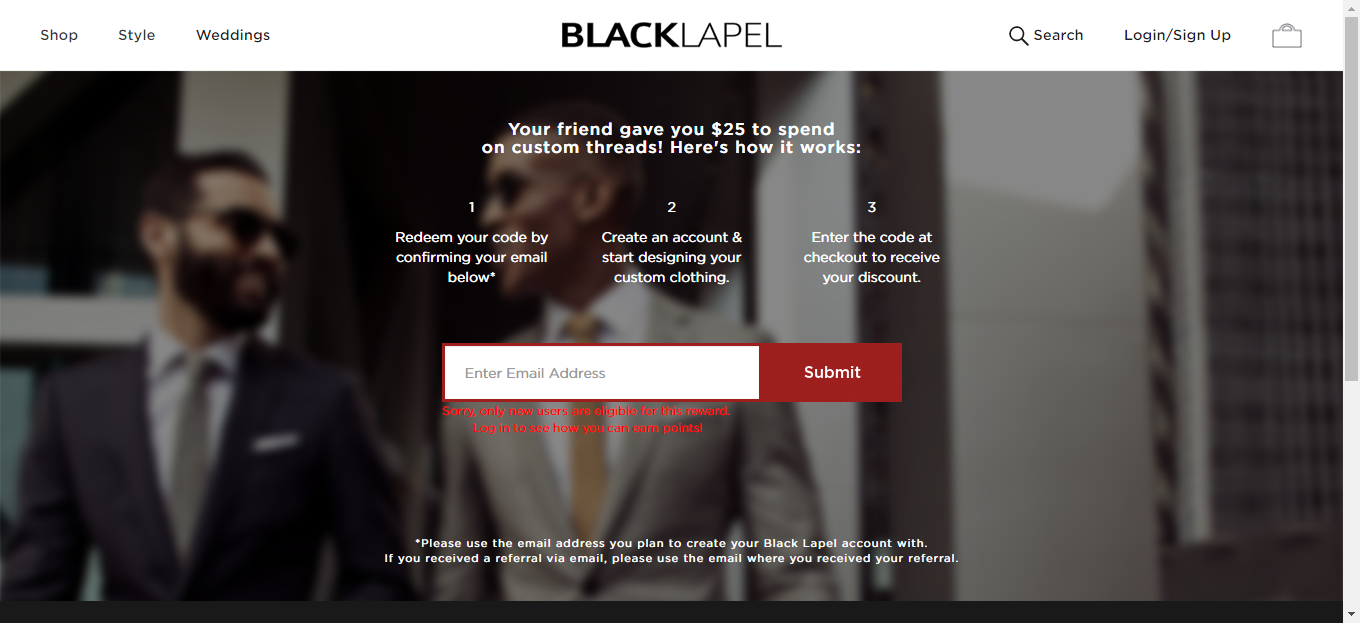 Shop Style Weddings BLACKLAPEL Search Login/Sign Up
Your friend gave you $25 to spend
on custom threads! Here's how it works:
1
Redeem your code by
confirming your email
below*
2
Create an account &
start designing your
custom clothing.
3
Enter the code at
checkout to receive
your discount.
Enter Email Address Submit
Sorry, only new users are eligible for this reward.
Log in to see how you can earn points!
*Please use the email address you plan to create your Black Lapel account with.
If you received a referral via email, please use the email where you received your referral.